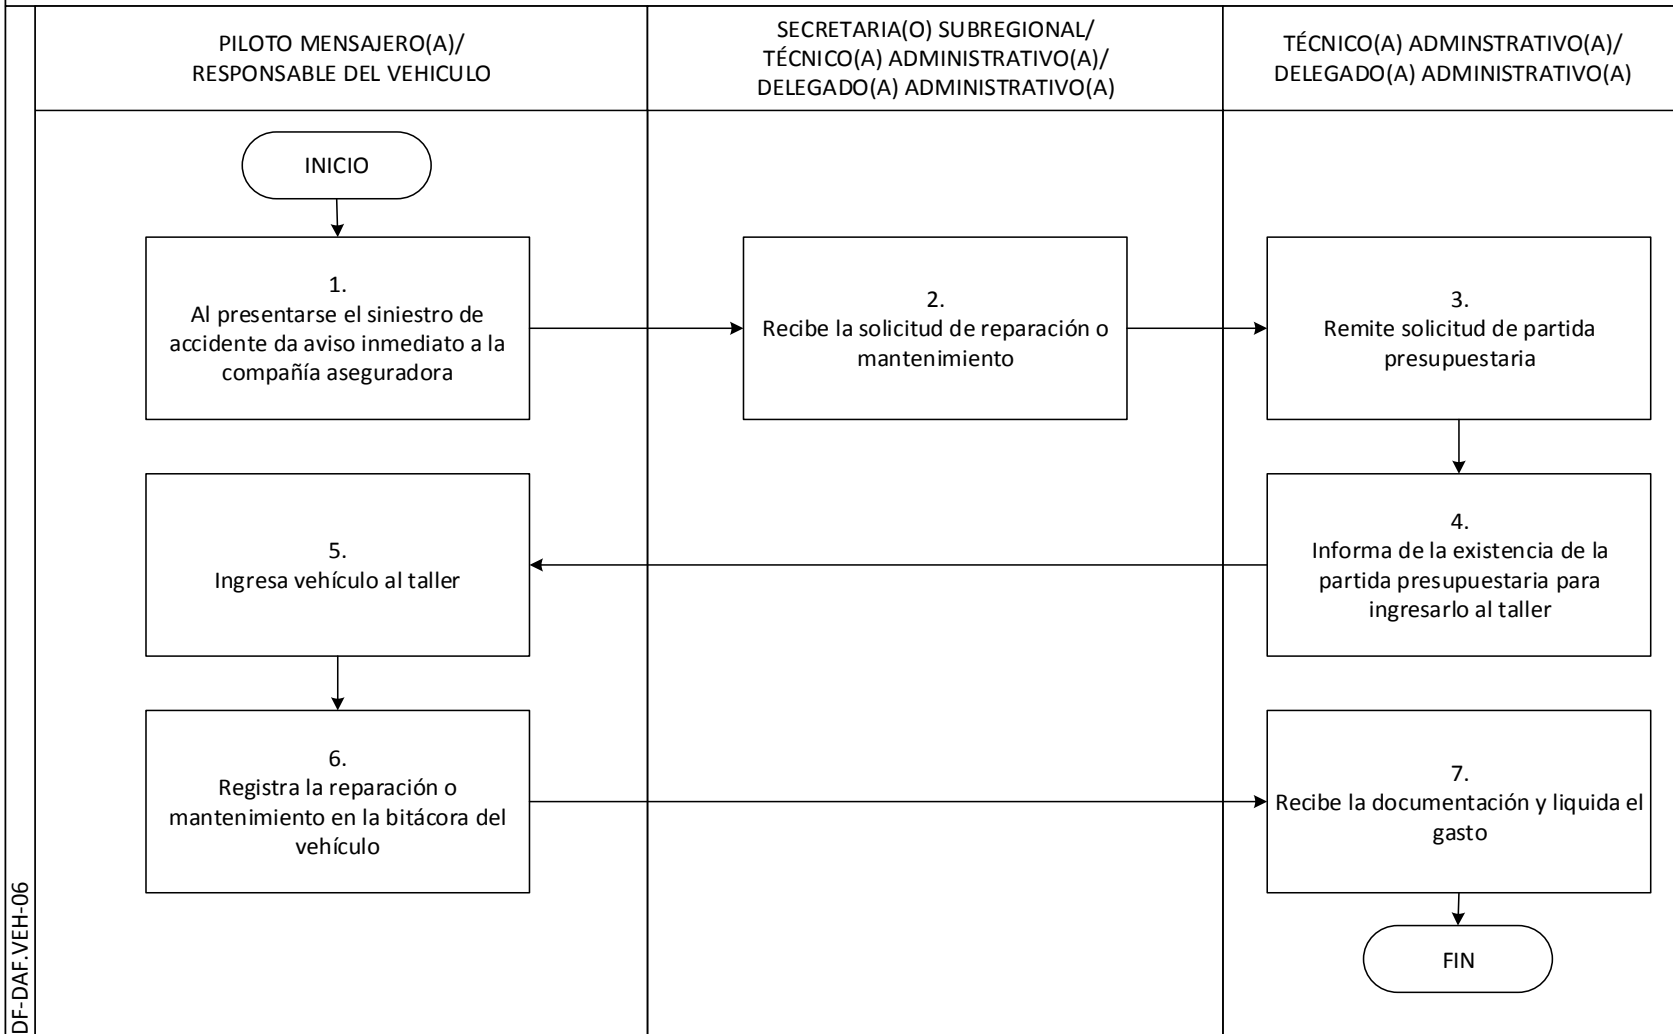 PILOTO MENSAJERO(A)/
RESPONSABLE DEL VEHICULO
SECRETARIA(O) SUBREGIONAL/
TÉCNICO(A) ADMINISTRATIVO(A)/
DELEGADO(A) ADMINISTRATIVO(A)
TÉCNICO(A) ADMINSTRATIVO(A)/
DELEGADO(A) ADMINISTRATIVO(A)
INICIO
1.
Al presentarse el siniestro de
accidente da aviso inmediato a la
compañía aseguradora
2.
Recibe la solicitud de reparación o
mantenimiento
3.
Remite solicitud de partida
presupuestaria
4.
Informa de la existencia de la
partida presupuestaria para
ingresarlo al taller
5.
Ingresa vehículo al taller
6.
Registra la reparación o
mantenimiento en la bitácora del
vehículo
7.
Recibe la documentación y liquida el
gasto
FIN
DF-DAF.VEH-06